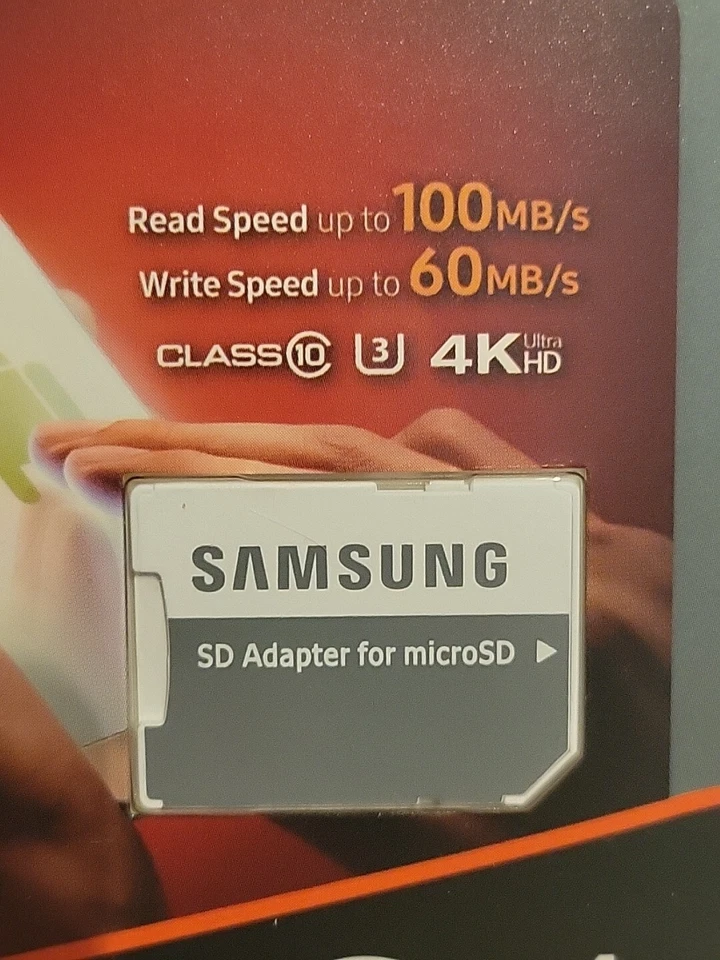 Read Speed up to 100MB/s
Write Speed up to 60MB/s
CLASS 10 U3 4K Ultra HD
SAMSUNG
SD Adapter for microSD